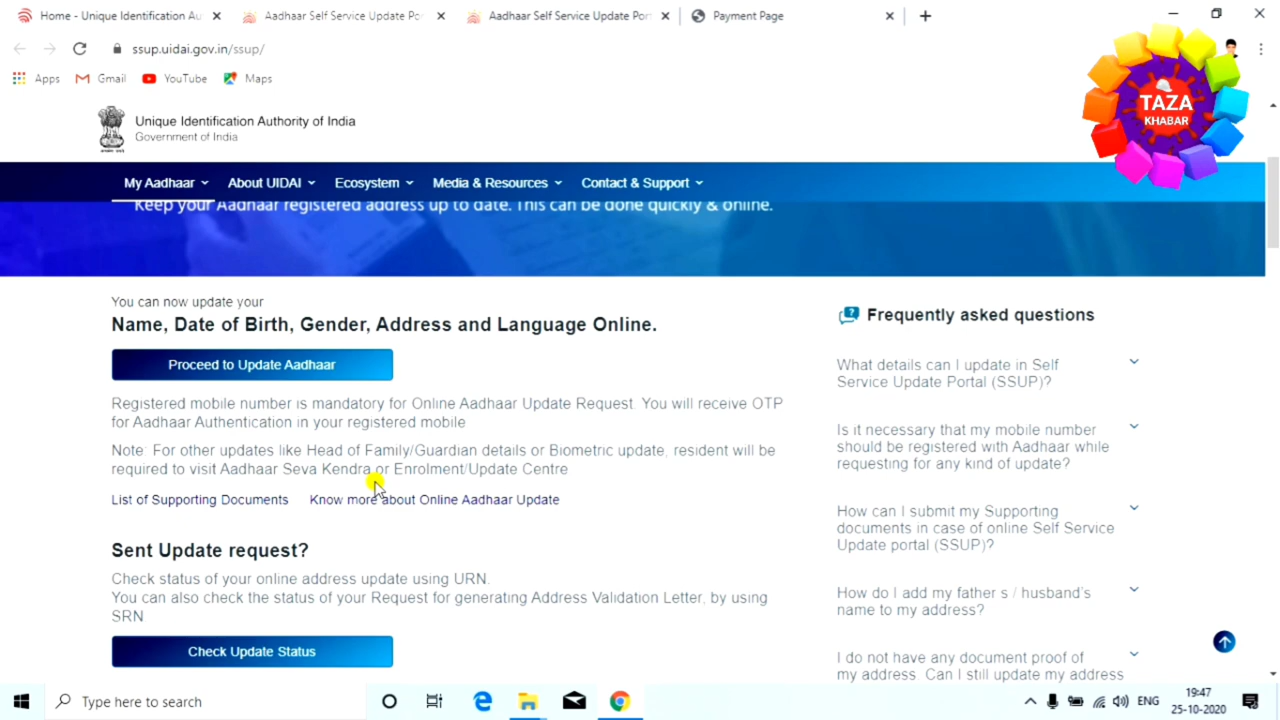 Home - Unique Identification Au
Aadhaar Self Service Update Por
Aadhaar Self Service Update Port
Payment Page
ssup.uidai.gov.in/ssup/
Apps
Gmail
YouTube
Maps
TAZA
KHABAR
Unique Identification Authority of India
Government of India
My Aadhaar
About UIDAI
Ecosystem
Media & Resources
Contact & Support
Keep your Aadhaar registered address up to date. This can be done quickly & online.
You can now update your
Name, Date of Birth, Gender, Address and Language Online.
Proceed to Update Aadhaar
Registered mobile number is mandatory for Online Aadhaar Update Request. You will receive OTP
for Aadhaar Authentication in your registered mobile
Note: For other updates like Head of Family/Guardian details or Biometric update, resident will be
required to visit Aadhaar Seva Kendra or Enrolment/Update Centre
List of Supporting Documents
Know more about Online Aadhaar Update
Sent Update request?
Check status of your online address update using URN.
You can also check the status of your Request for generating Address Validation Letter, by using
SRN
Check Update Status
Frequently asked questions
What details can I update in Self
Service Update Portal (SSUP)?
Is it necessary that my mobile number
should be registered with Aadhaar while
requesting for any kind of update?
How can I submit my Supporting
documents in case of online Self Service
Update portal (SSUP)?
How do I add my father s / husband's
name to my address?
I do not have any document proof of
my address. Can I still update my address
Type here to search
ENG
19:47
25-10-2020